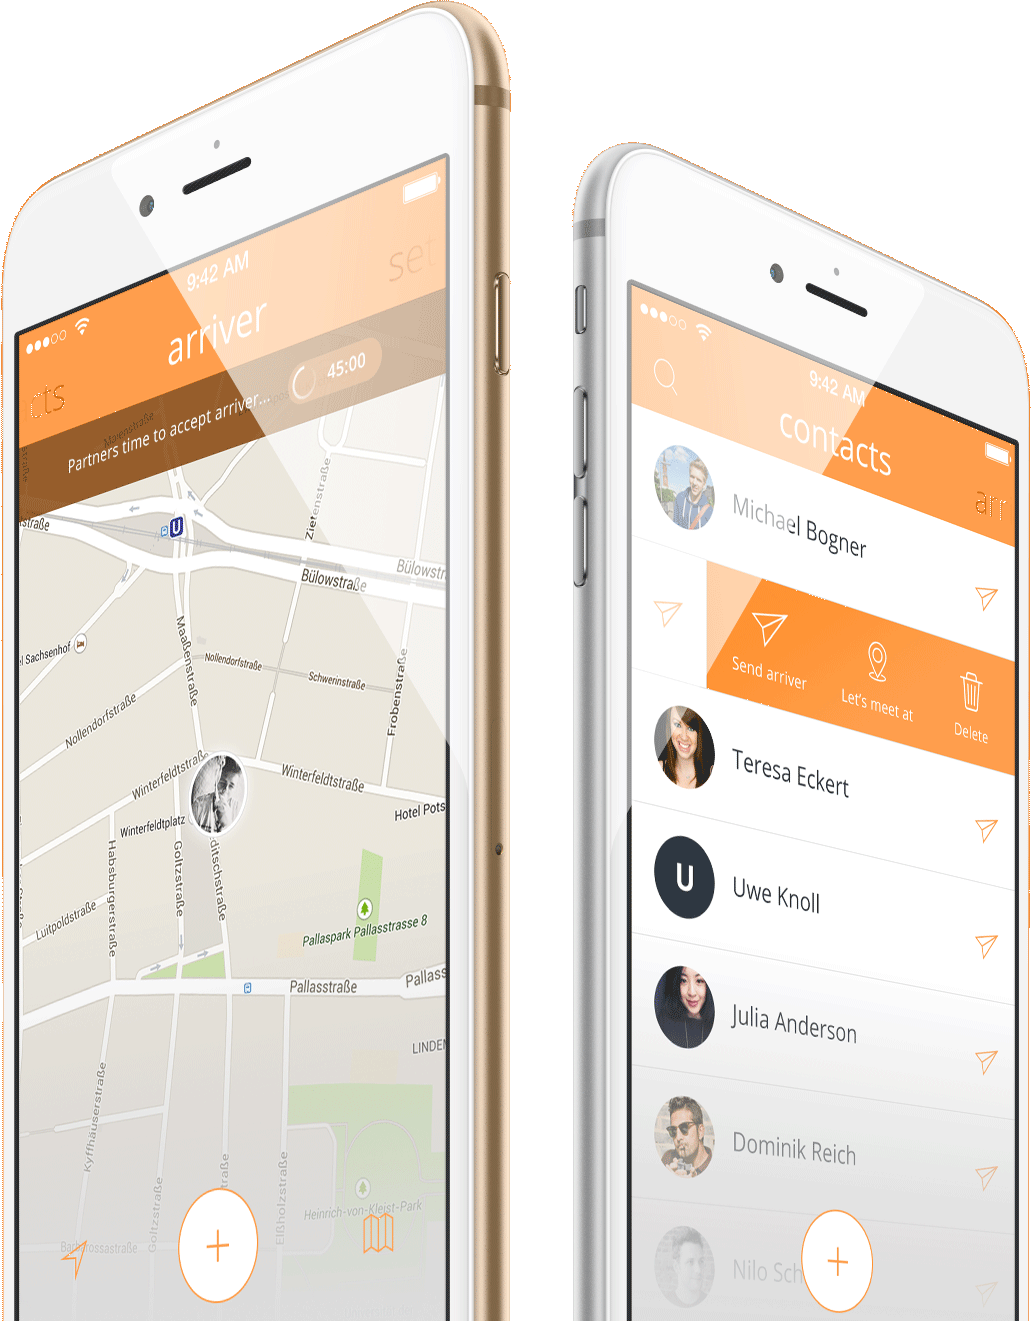 9:42 AM
set
arriver
cts
45:00
Partners time to accept arriver...
Maienstraße
straße
U
Zietenstraße
Bülowstraße
Bülowstr
Maaßenstraße
el Sachsenhof
Nollendorfstraße
Schwerinstraße
Frobenstraße
Nollendorfstraße
Winterfeldtstraße
Winterfeldtstraße
Hotel Pots
Winterfeldtplatz
Habsburgerstraße
Goltzstraße
ditschstraße
Luitpoldstraße
Pallaspark Pallasstrasse 8
Pallasstraße
Pallass
LINDEN
Kyffhäuserstraße
Goltzstraße
Elßholzstraße
Heinrich-von-Kleist-Park
Barbarossastraße
+
9:42 AM
contacts
arr
Michael Bogner
Send arriver
Let's meet at
Delete
Teresa Eckert
U
Uwe Knoll
Julia Anderson
Dominik Reich
Nilo Sch
+